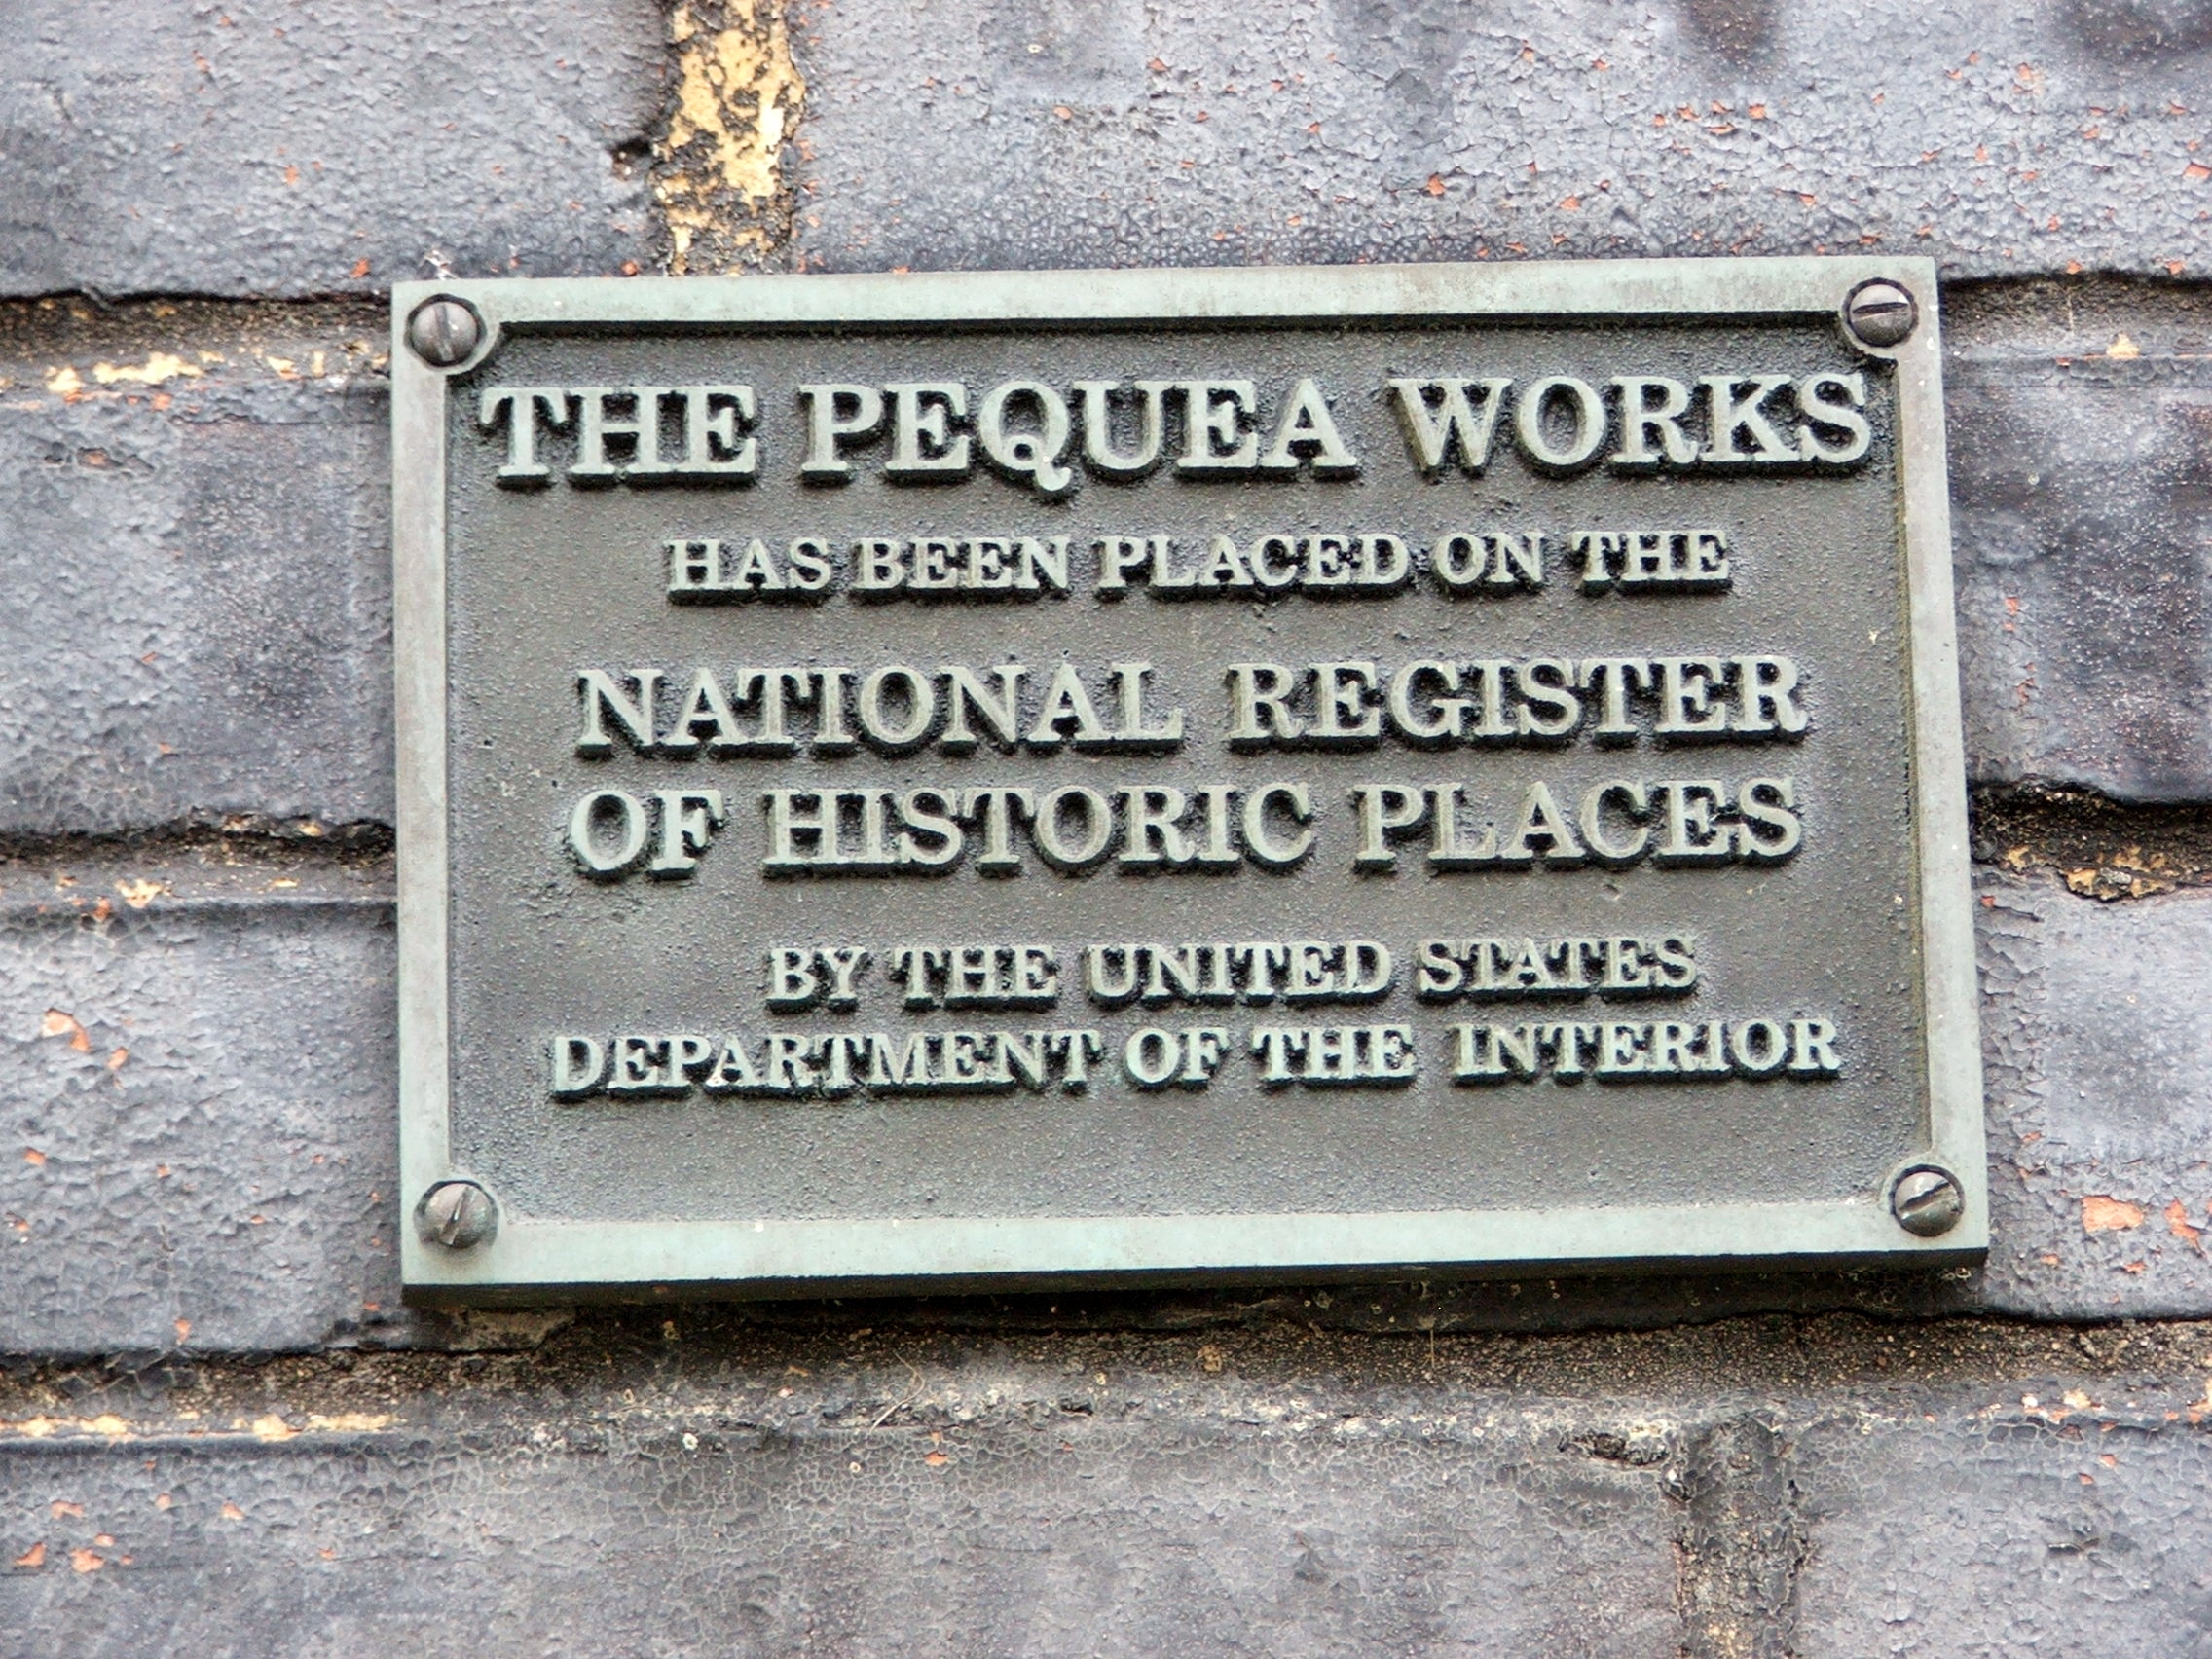 THE PEQUEA WORKS
HAS BEEN PLACED ON THE
NATIONAL REGISTER
OF HISTORIC PLACES
BY THE UNITED STATES
DEPARTMENT OF THE INTERIOR